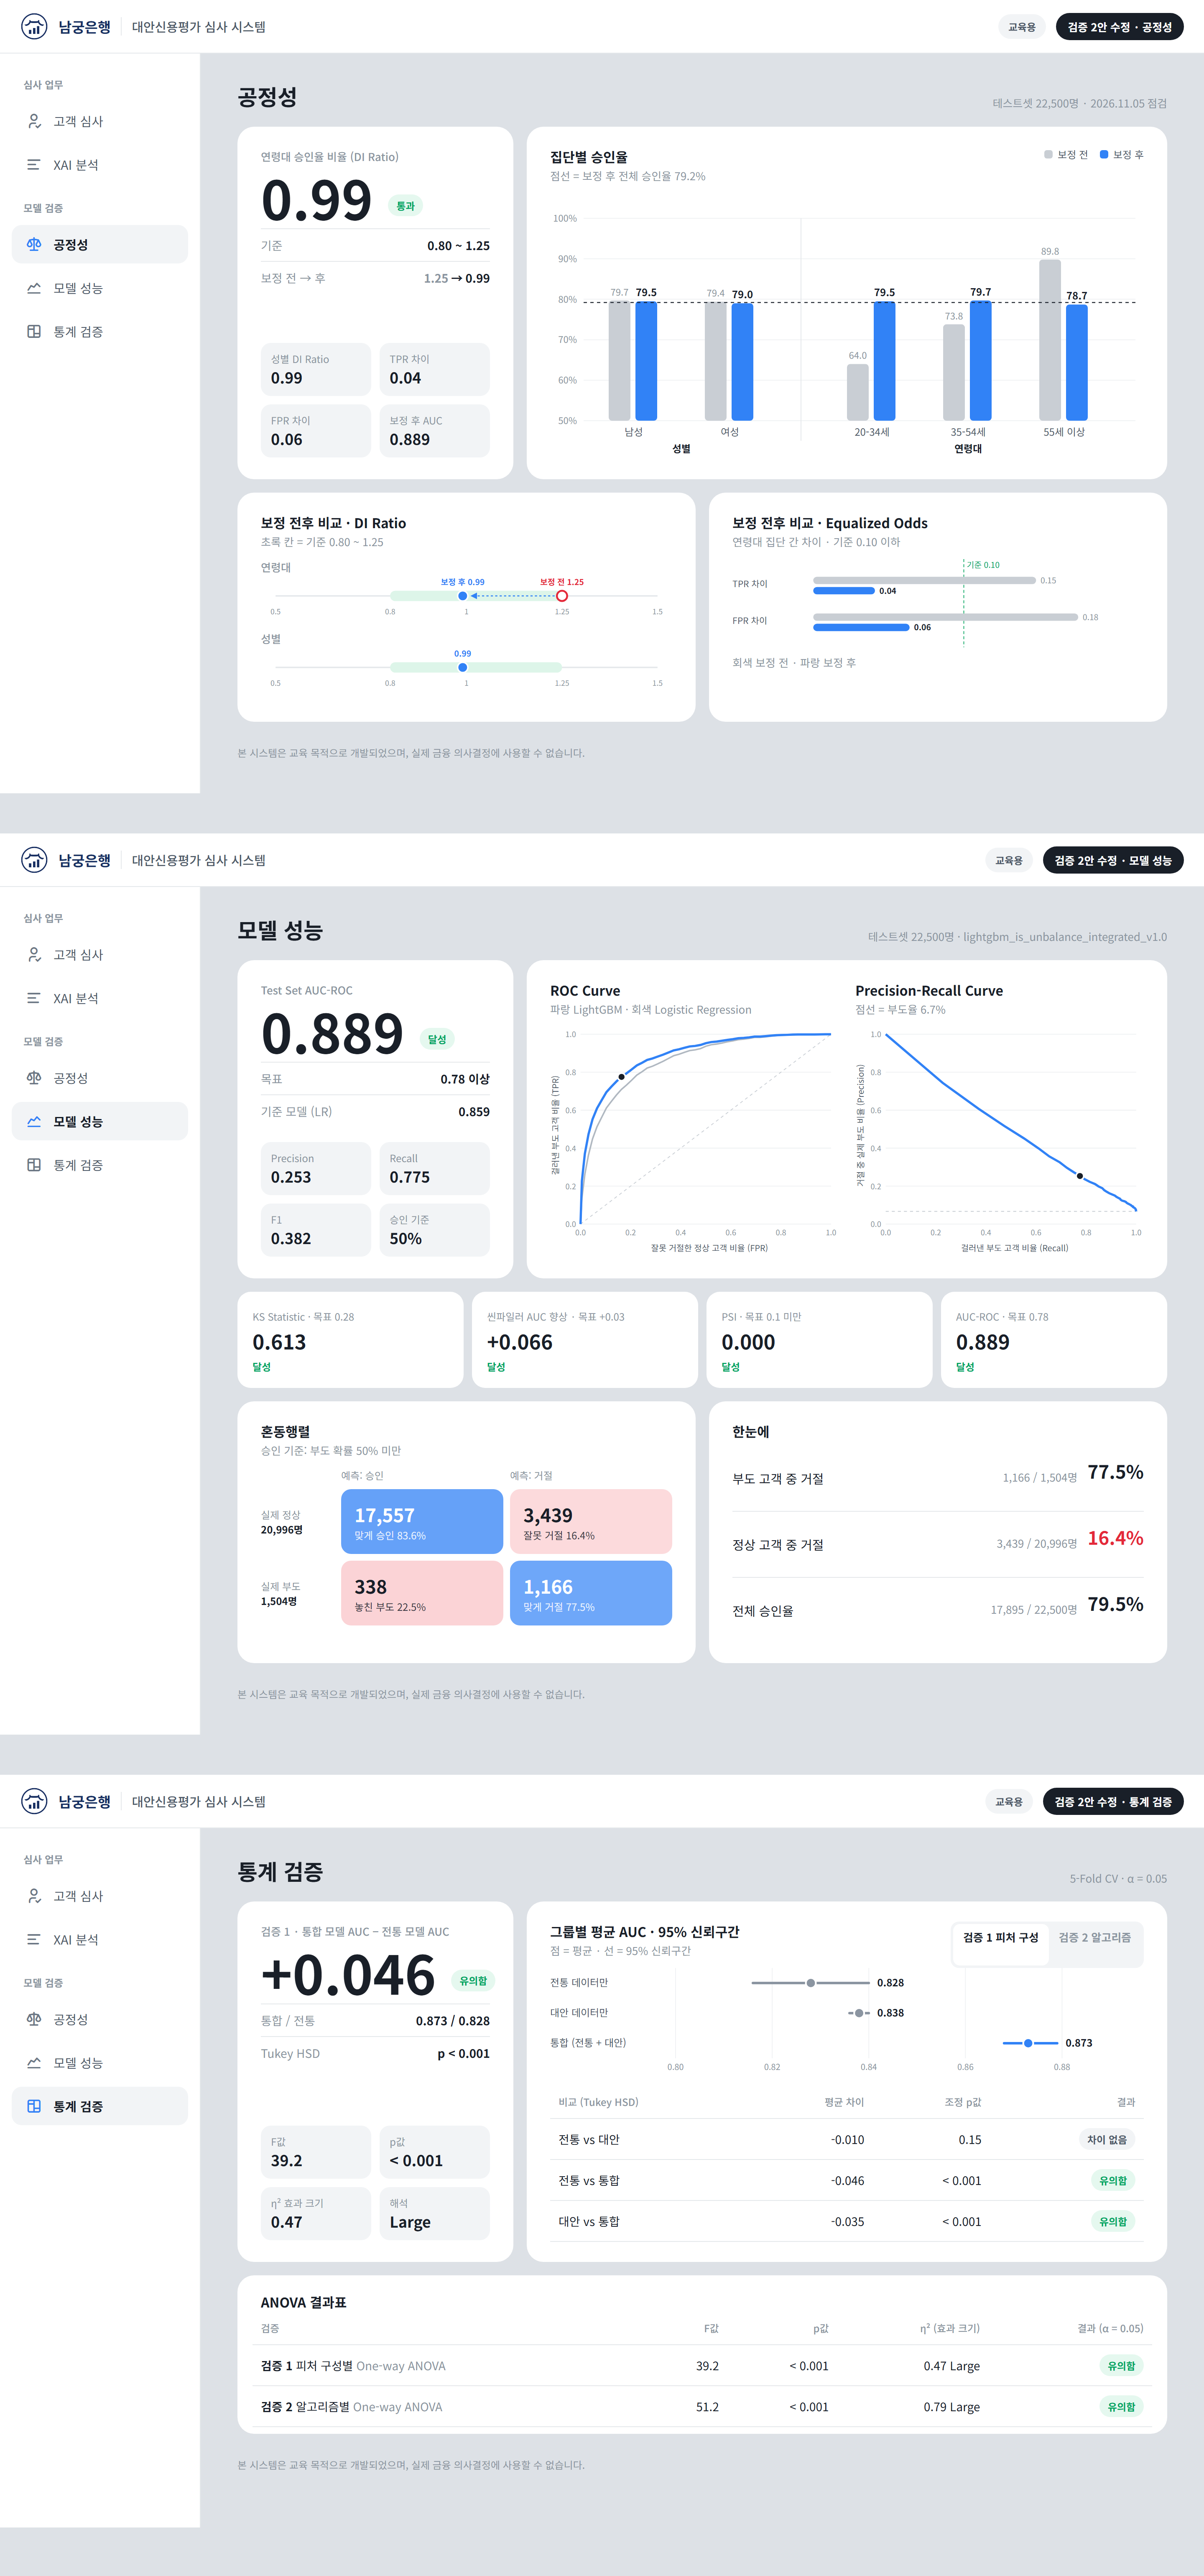 남궁은행 대안신용평가 심사 시스템 교육용 검증 2안 수정 · 공정성
심사 업무
고객 심사
XAI 분석
모델 검증
공정성
모델 성능
통계 검증
공정성
테스트셋 22,500명 · 2026.11.05 점검
연령대 승인율 비율 (DI Ratio)
0.99 통과
기준 0.80 ~ 1.25
보정 전 → 후 1.25 → 0.99
성별 DI Ratio
0.99
TPR 차이
0.04
FPR 차이
0.06
보정 후 AUC
0.889
집단별 승인율
점선 = 보정 후 전체 승인율 79.2%
보정 전 보정 후
100%
90%
80%
70%
60%
50%
79.7 79.5
79.4 79.0
64.0 79.5
73.8 79.7
89.8 78.7
남성 여성 20-34세 35-54세 55세 이상
성별 연령대
보정 전후 비교 · DI Ratio
초록 칸 = 기준 0.80 ~ 1.25
연령대
보정 후 0.99 보정 전 1.25
0.5 0.8 1 1.25 1.5
성별
0.99
0.5 0.8 1 1.25 1.5
보정 전후 비교 · Equalized Odds
연령대 집단 간 차이 · 기준 0.10 이하
기준 0.10
TPR 차이 0.15
0.04
FPR 차이 0.18
0.06
회색 보정 전 · 파랑 보정 후
본 시스템은 교육 목적으로 개발되었으며, 실제 금융 의사결정에 사용할 수 없습니다.
남궁은행 대안신용평가 심사 시스템 교육용 검증 2안 수정 · 모델 성능
심사 업무
고객 심사
XAI 분석
모델 검증
공정성
모델 성능
통계 검증
모델 성능
테스트셋 22,500명 · lightgbm_is_unbalance_integrated_v1.0
Test Set AUC-ROC
0.889 달성
목표 0.78 이상
기준 모델 (LR) 0.859
Precision
0.253
Recall
0.775
F1
0.382
승인 기준
50%
ROC Curve
파랑 LightGBM · 회색 Logistic Regression
걸러낸 부도 고객 비율 (TPR)
1.0
0.8
0.6
0.4
0.2
0.0
0.0 0.2 0.4 0.6 0.8 1.0
잘못 거절한 정상 고객 비율 (FPR)
Precision-Recall Curve
점선 = 부도율 6.7%
거절 중 실제 부도 비율 (Precision)
1.0
0.8
0.6
0.4
0.2
0.0
0.0 0.2 0.4 0.6 0.8 1.0
걸러낸 부도 고객 비율 (Recall)
KS Statistic · 목표 0.28
0.613
달성
씬파일러 AUC 향상 · 목표 +0.03
+0.066
달성
PSI · 목표 0.1 미만
0.000
달성
AUC-ROC · 목표 0.78
0.889
달성
혼동행렬
승인 기준: 부도 확률 50% 미만
예측: 승인 예측: 거절
실제 정상
20,996명
17,557
맞게 승인 83.6%
3,439
잘못 거절 16.4%
실제 부도
1,504명
338
놓친 부도 22.5%
1,166
맞게 거절 77.5%
한눈에
부도 고객 중 거절 1,166 / 1,504명 77.5%
정상 고객 중 거절 3,439 / 20,996명 16.4%
전체 승인율 17,895 / 22,500명 79.5%
본 시스템은 교육 목적으로 개발되었으며, 실제 금융 의사결정에 사용할 수 없습니다.
남궁은행 대안신용평가 심사 시스템 교육용 검증 2안 수정 · 통계 검증
심사 업무
고객 심사
XAI 분석
모델 검증
공정성
모델 성능
통계 검증
통계 검증
5-Fold CV · α = 0.05
검증 1 · 통합 모델 AUC − 전통 모델 AUC
+0.046 유의함
통합 / 전통 0.873 / 0.828
Tukey HSD p < 0.001
F값
39.2
p값
< 0.001
η² 효과 크기
0.47
해석
Large
그룹별 평균 AUC · 95% 신뢰구간
점 = 평균 · 선 = 95% 신뢰구간
검증 1 피처 구성 검증 2 알고리즘
전통 데이터만 0.828
대안 데이터만 0.838
통합 (전통 + 대안) 0.873
0.80 0.82 0.84 0.86 0.88
비교 (Tukey HSD) 평균 차이 조정 p값 결과
전통 vs 대안 -0.010 0.15 차이 없음
전통 vs 통합 -0.046 < 0.001 유의함
대안 vs 통합 -0.035 < 0.001 유의함
ANOVA 결과표
검증 F값 p값 η² (효과 크기) 결과 (α = 0.05)
검증 1 피처 구성별 One-way ANOVA 39.2 < 0.001 0.47 Large 유의함
검증 2 알고리즘별 One-way ANOVA 51.2 < 0.001 0.79 Large 유의함
본 시스템은 교육 목적으로 개발되었으며, 실제 금융 의사결정에 사용할 수 없습니다.